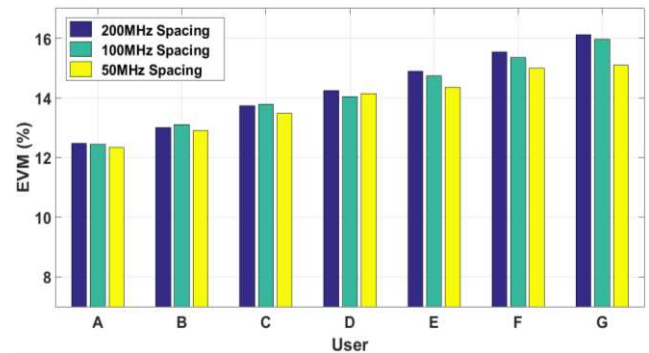 200MHz Spacing
100MHz Spacing
50MHz Spacing
16
14
12
10
8
EVM (%)
A B C D E F G
User